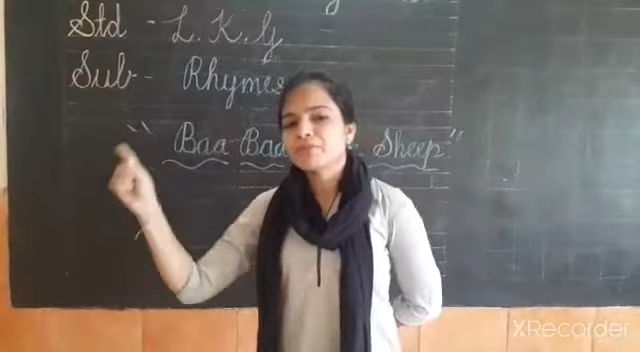 Std - L.K.G
Sub - Rhymes
"Baa-Baa Sheep"
XRecorder